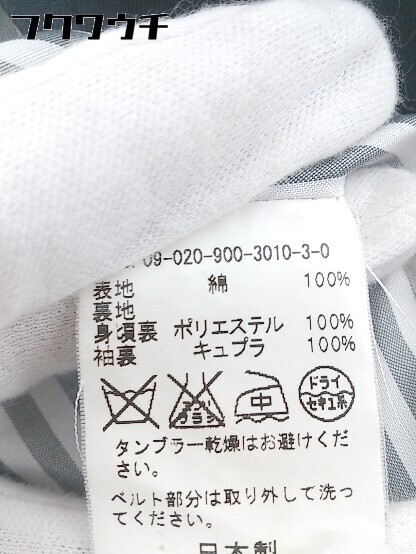 フクワウチ
09-020-900-3010-3-0
表地 綿 100%
裏地
身頃裏 ポリエステル 100%
袖裏 キュプラ 100%
中 ドライ
セキユ系
タンブラー乾燥はお避けくだ
さい。
ベルト部分は取り外して洗っ
てください。
日本製